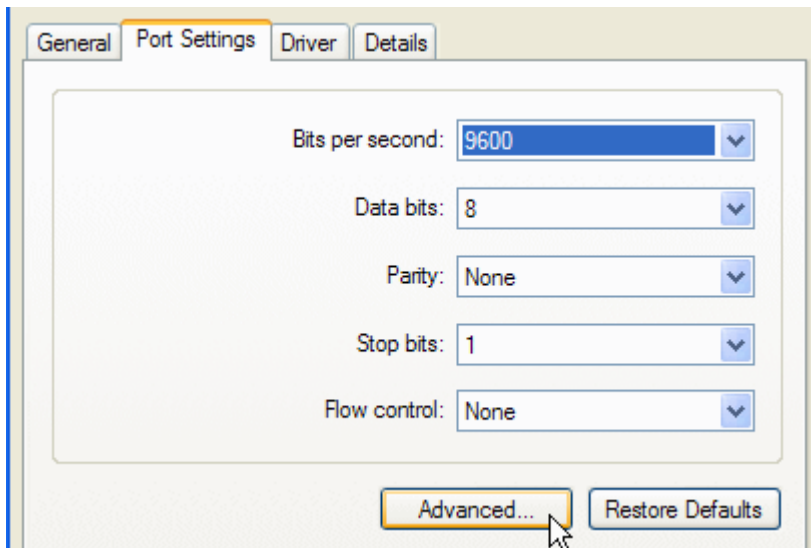 General Port Settings Driver Details
Bits per second: 9600
Data bits: 8
Parity: None
Stop bits: 1
Flow control: None
Advanced... Restore Defaults